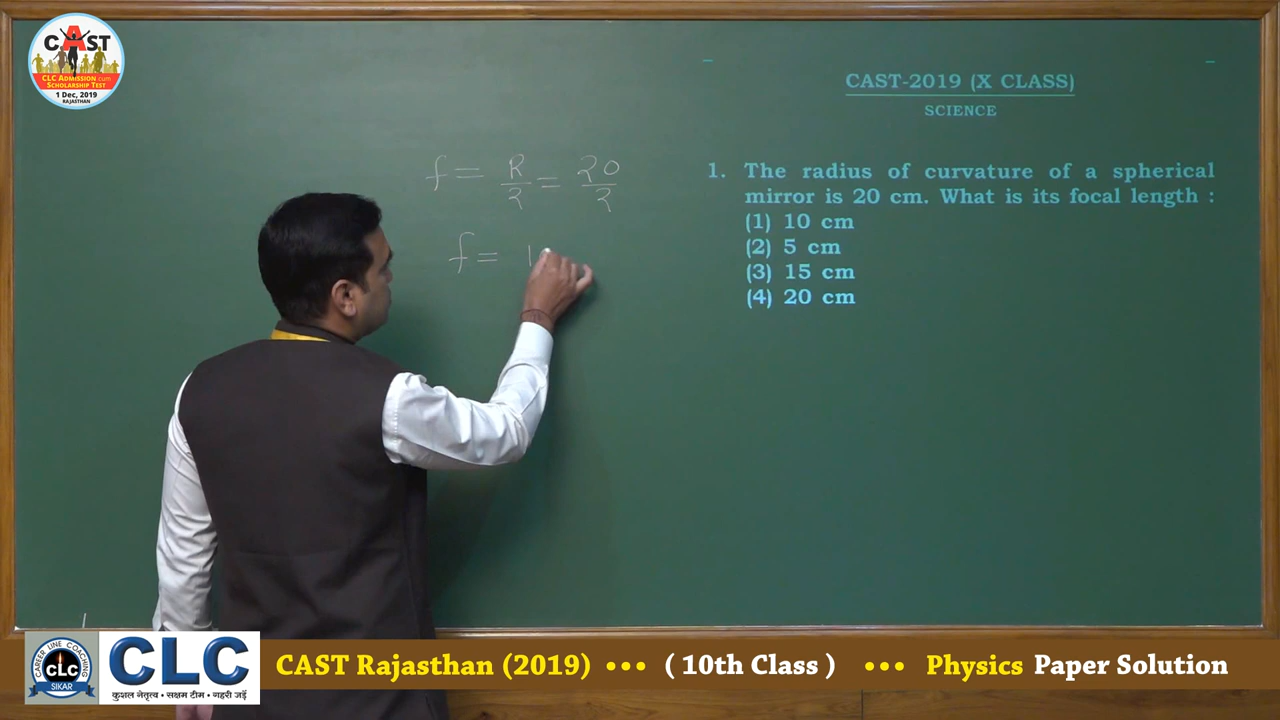 CAST
CLC ADMISSION cum
SCHOLARSHIP TEST
1 Dec, 2019
RAJASTHAN
f = R/2 = 20/2
f = 1
CAST-2019 (X CLASS)
SCIENCE
1. The radius of curvature of a spherical
mirror is 20 cm. What is its focal length :
(1) 10 cm
(2) 5 cm
(3) 15 cm
(4) 20 cm
CAREER LINE COACHING
CLC
SIKAR
CLC
कुशल नेतृत्व • सक्षम टीम • गहरी जड़ें
CAST Rajasthan (2019) ••• ( 10th Class ) ••• Physics Paper Solution